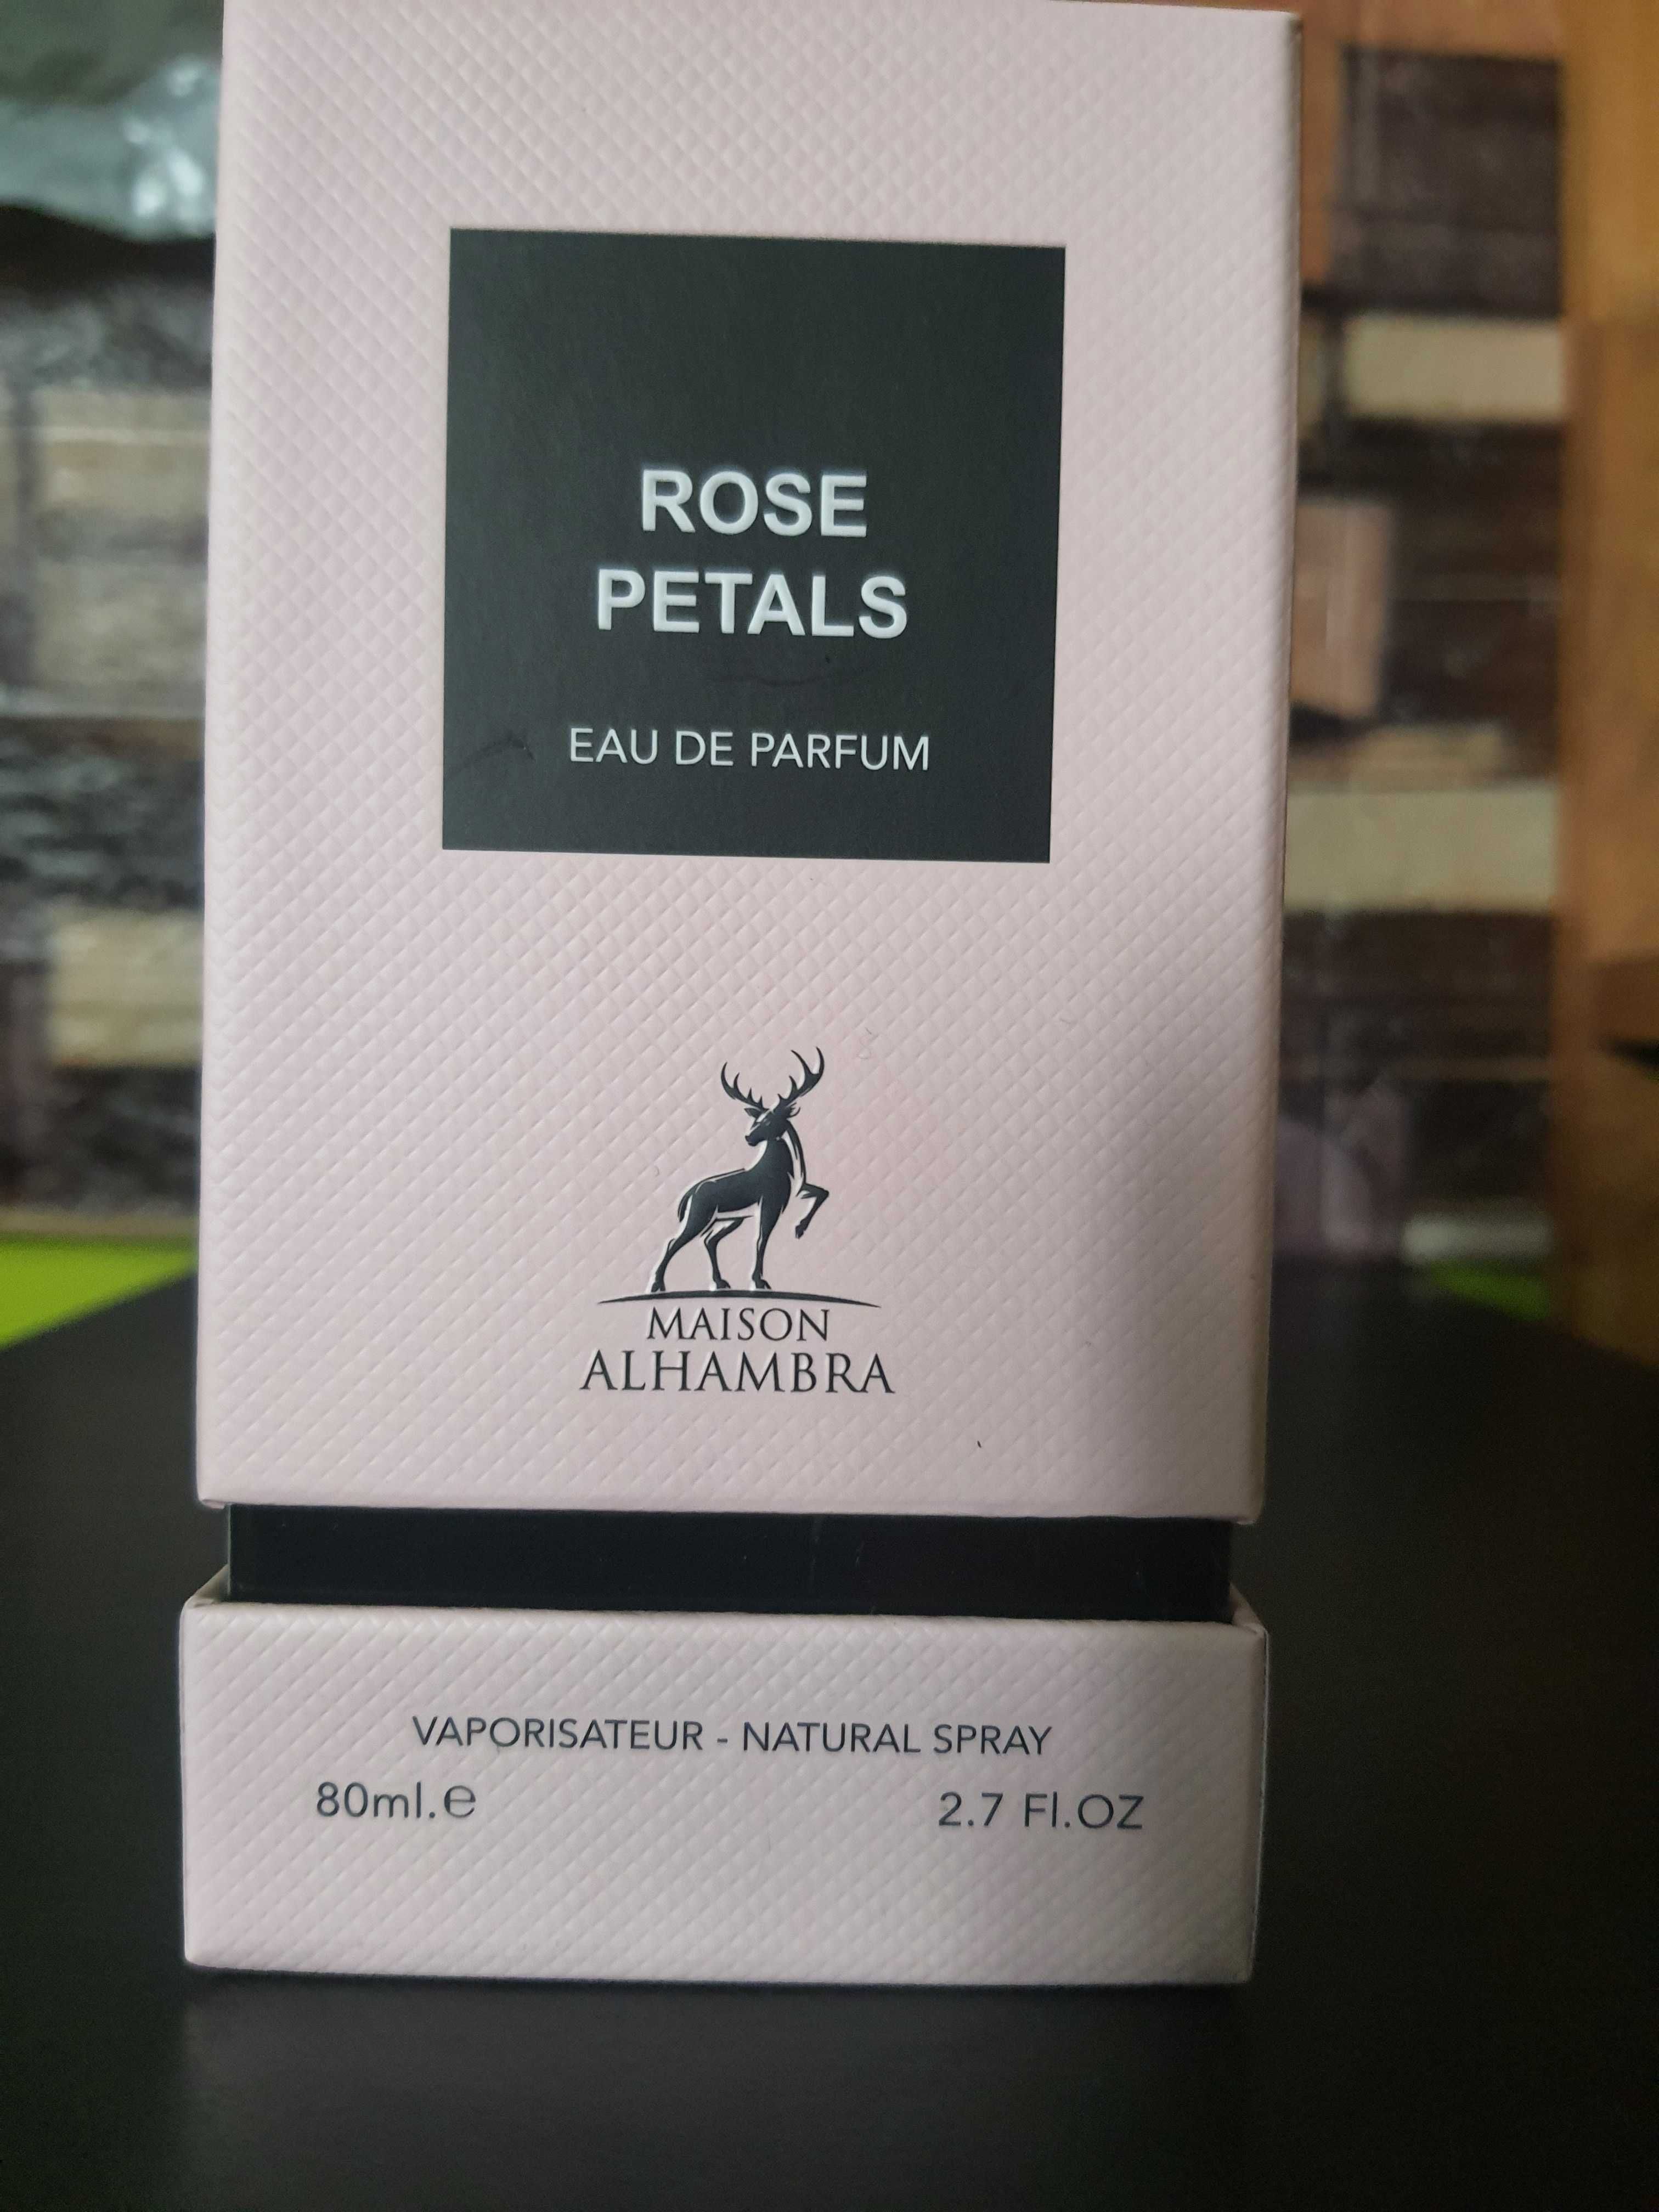 ROSE
PETALS
EAU DE PARFUM
MAISON
ALHAMBRA
VAPORISATEUR - NATURAL SPRAY
80ml.℮ 2.7 Fl.OZ